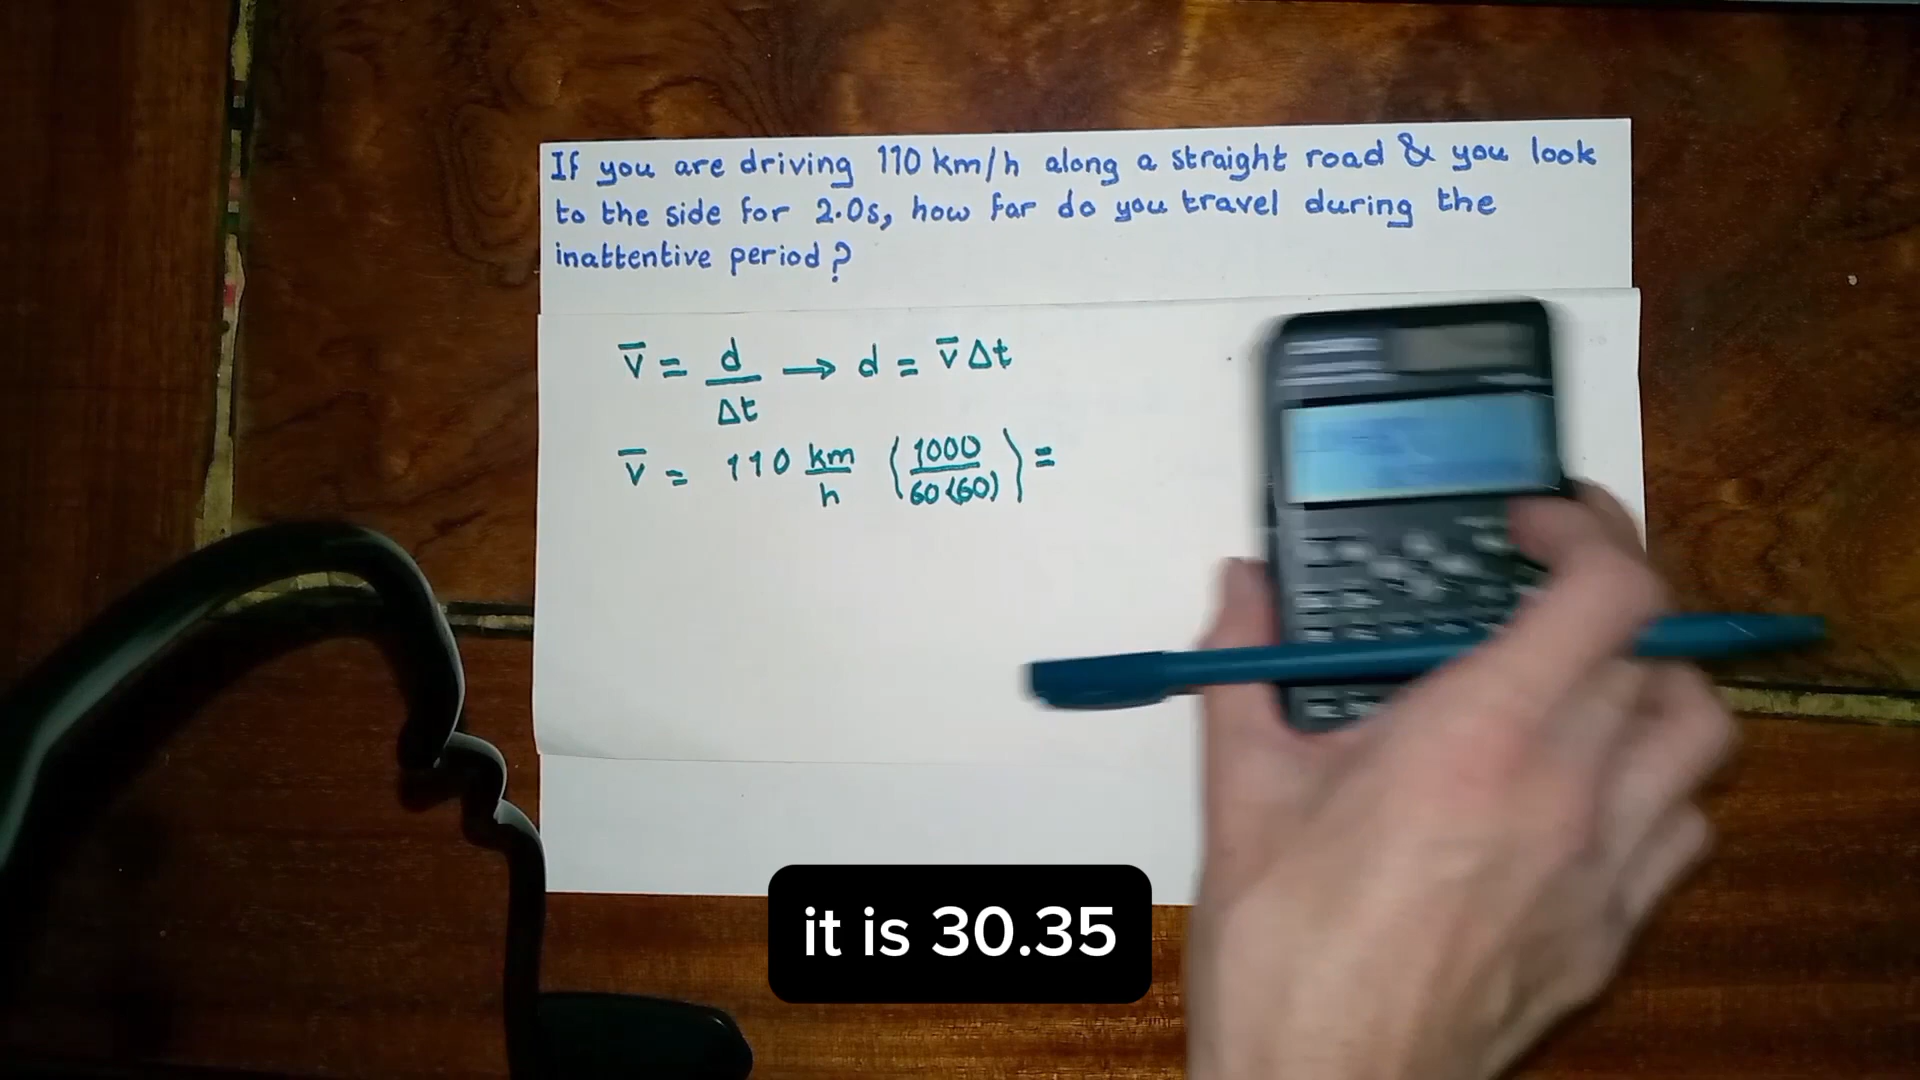 If you are driving 110 km/h along a straight road & you look
to the side for 2.0s, how far do you travel during the
inattentive period?
v̄ = d/Δt → d = v̄Δt
v̄ = 110 km/h (1000/60(60)) =
it is 30.35